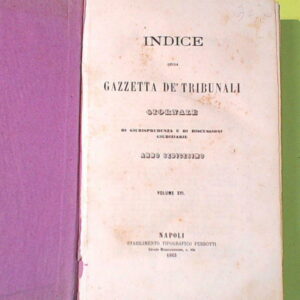 INDICE
DELLA
GAZZETTA DE' TRIBUNALI
GIORNALE
DI GIURISPRUDENZA E DI DISCUSSIONI
GIUDIZIARIE
ANNO SEDICESIMO
VOLUME XVI.
NAPOLI
STABILIMENTO TIPOGRAFICO PERROTTI